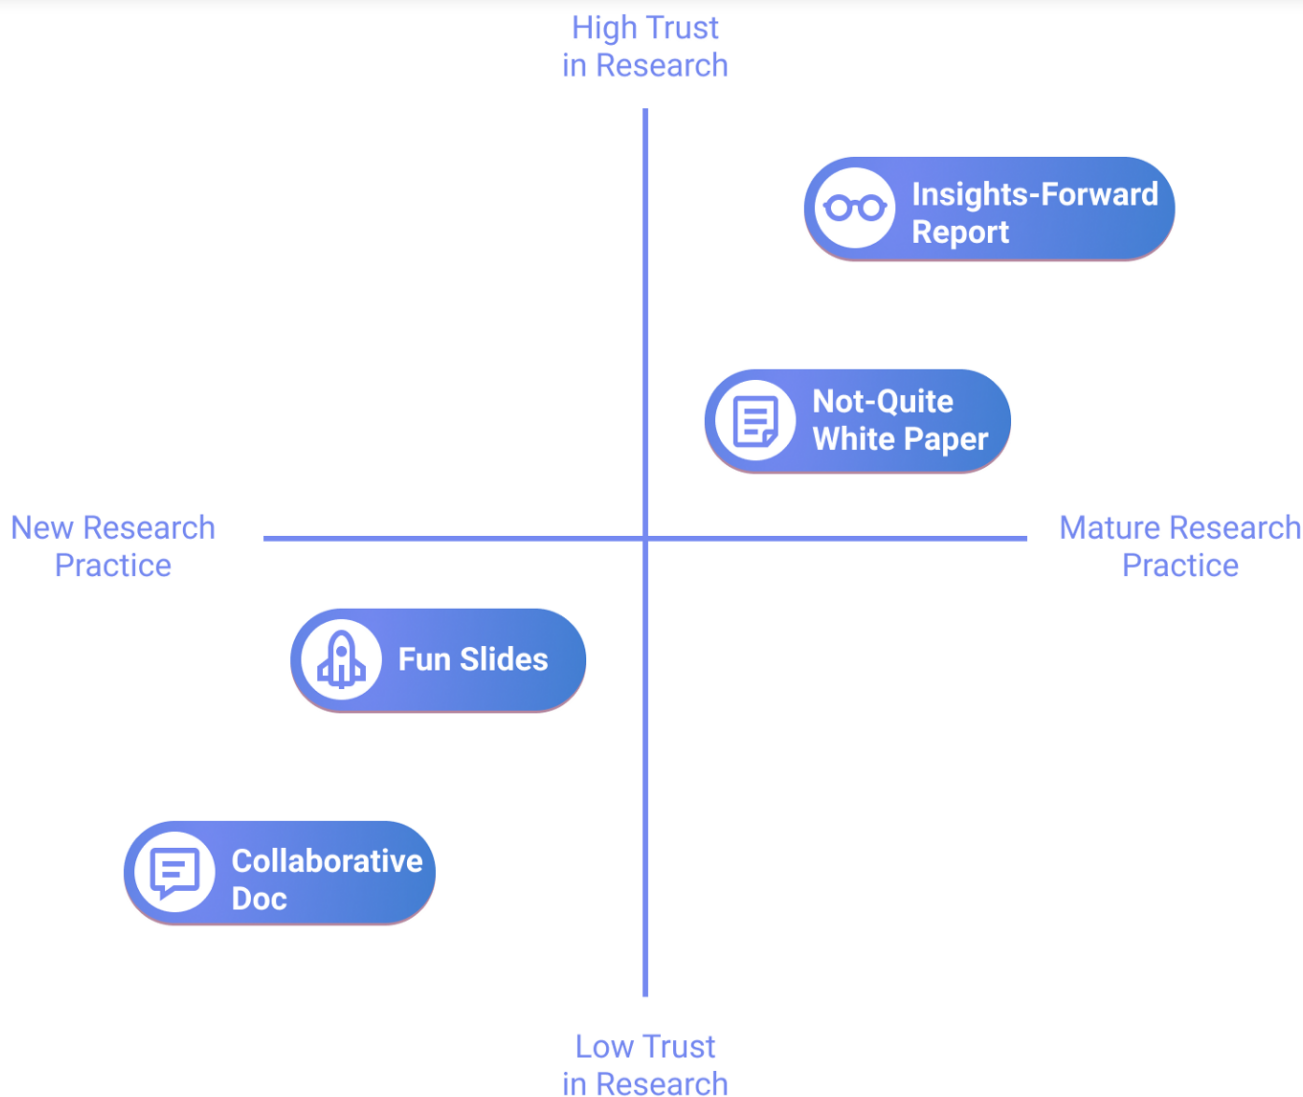 High Trust
in Research
Insights-Forward
Report
Not-Quite
White Paper
New Research
Practice
Mature Research
Practice
Fun Slides
Collaborative
Doc
Low Trust
in Research